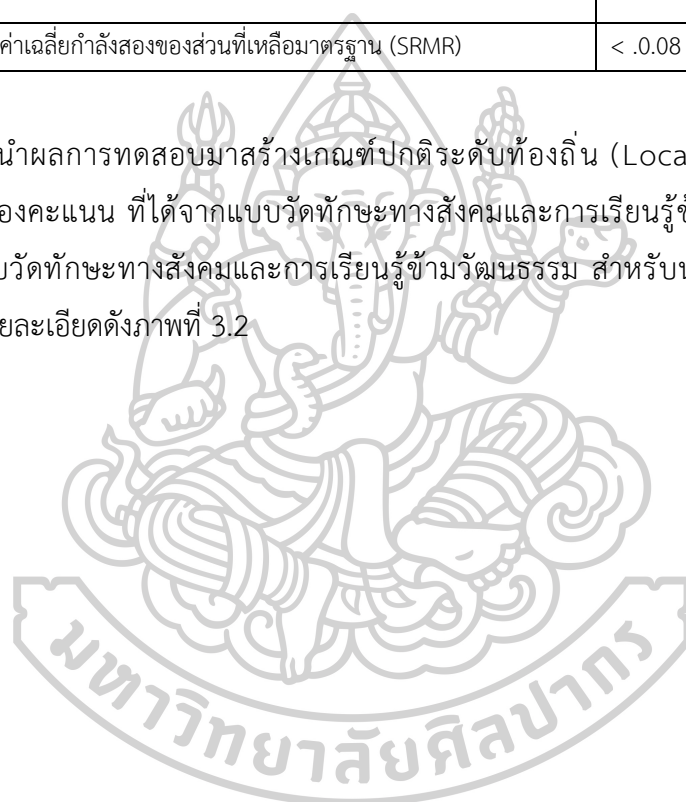 ค่าเฉลี่ยกำลังสองของส่วนที่เหลือมาตรฐาน (SRMR) < .0.08
นำผลการทดสอบมาสร้างเกณฑ์ปกติระดับท้องถิ่น (Loca
องคะแนน ที่ได้จากแบบวัดทักษะทางสังคมและการเรียนรู้ข้
บวัดทักษะทางสังคมและการเรียนรู้ข้ามวัฒนธรรม สำหรับน
ยละเอียดดังภาพที่ 3.2
มหาวิทยาลัยศิลปากร